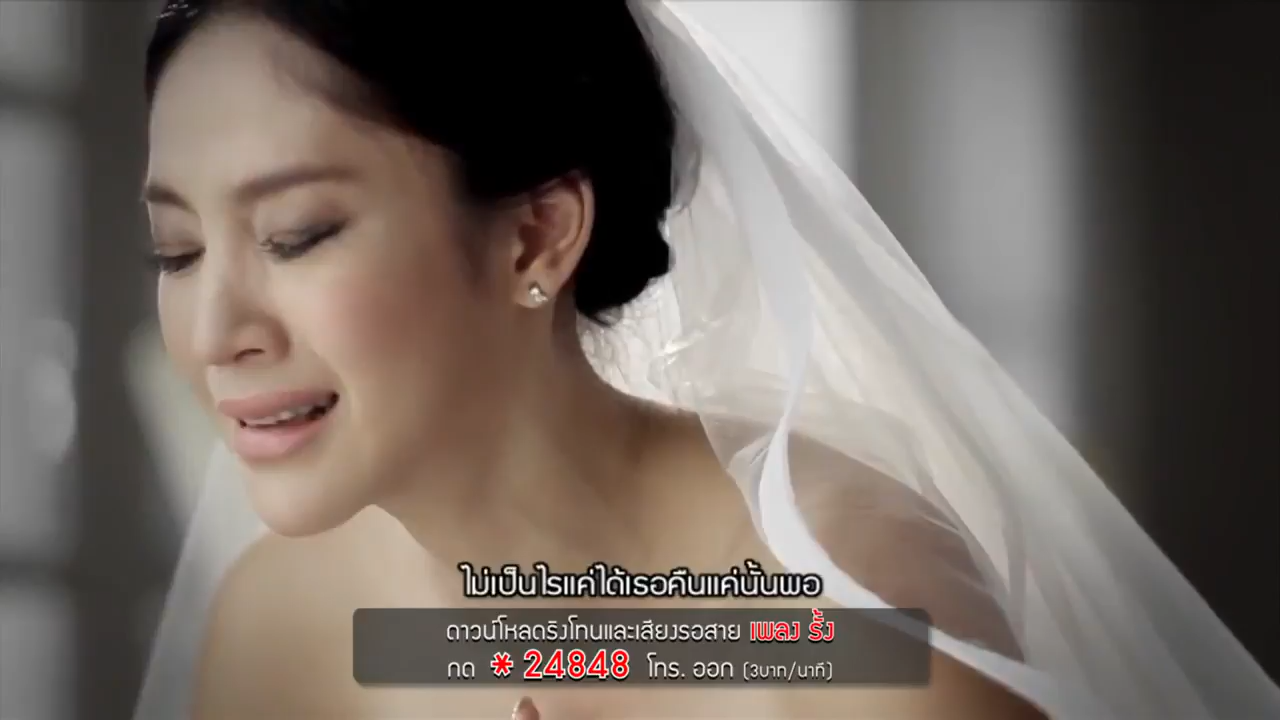 ไม่เป็นไรแค่ได้เธอคืนแค่นั้นพอ
ดาวน์โหลดริงโทนและเสียงรอสาย เพลง รั้ง
กด * 24848 โทร. ออก (3บาท/นาที)